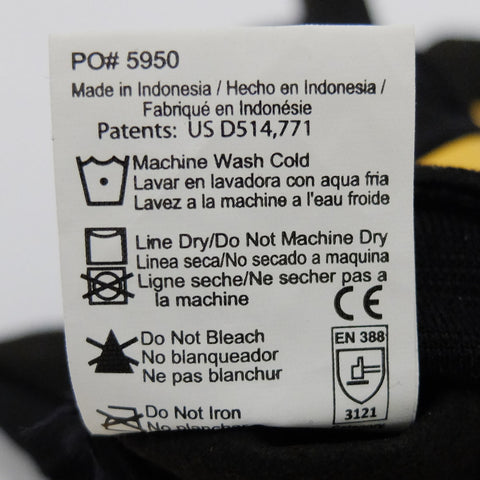 PO# 5950
Made in Indonesia / Hecho en Indonesia /
Fabriqué en Indonésie
Patents: US D514,771
Machine Wash Cold
Lavar en lavadora con aqua fria
Lavez a la machine a l'eau froide
Line Dry/Do Not Machine Dry
Linea seca/No secado a maquina
Ligne seche/Ne secher pas a
la machine
CE
Do Not Bleach
No blanqueador
Ne pas blanchur
EN 388
3121
Do Not Iron
No planchar